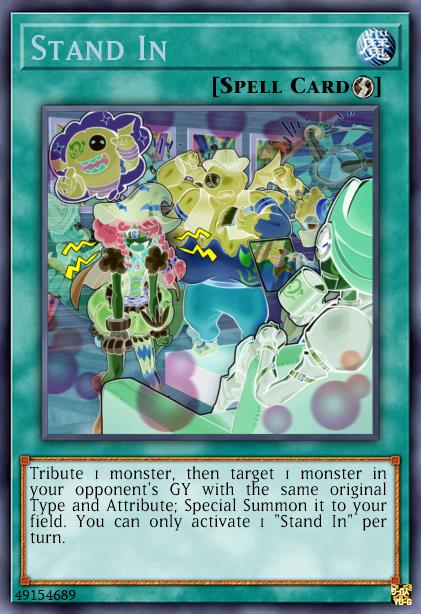 Stand In
魔
[Spell Card]
Tribute 1 monster, then target 1 monster in
your opponent's GY with the same original
Type and Attribute; Special Summon it to your
field. You can only activate 1 "Stand In" per
turn.
49154689